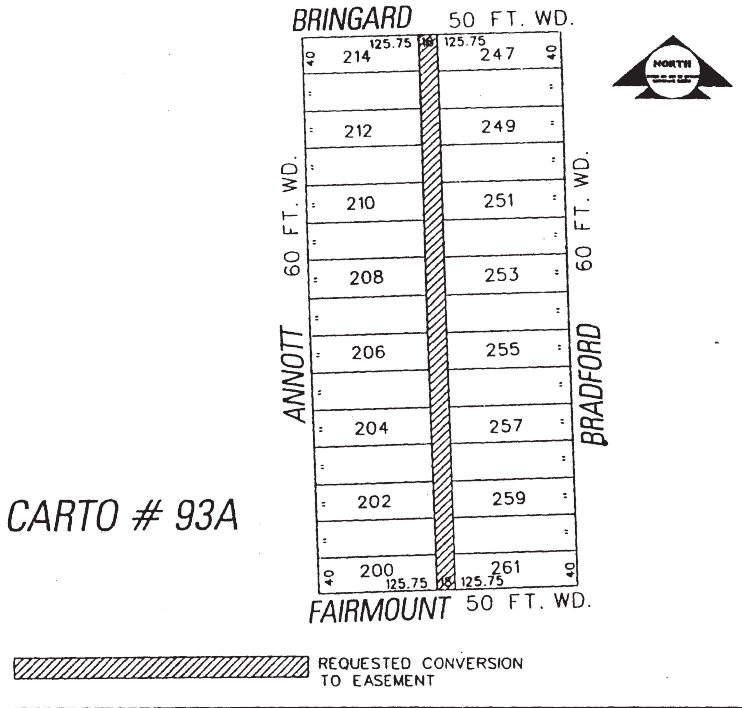 BRINGARD 50 FT. WD.
40 214 125.75 18 125.75 247 40
" "
" 212 249 "
" "
" 210 251 "
" "
" 208 253 "
" "
" 206 255 "
" "
" 204 257 "
" "
" 202 259 "
" "
40 200 125.75 18 125.75 261 40
FAIRMOUNT 50 FT. WD.
60 FT. WD.
ANNOTT
60 FT. WD.
BRADFORD
NORTH
CARTO # 93A
REQUESTED CONVERSION
TO EASEMENT